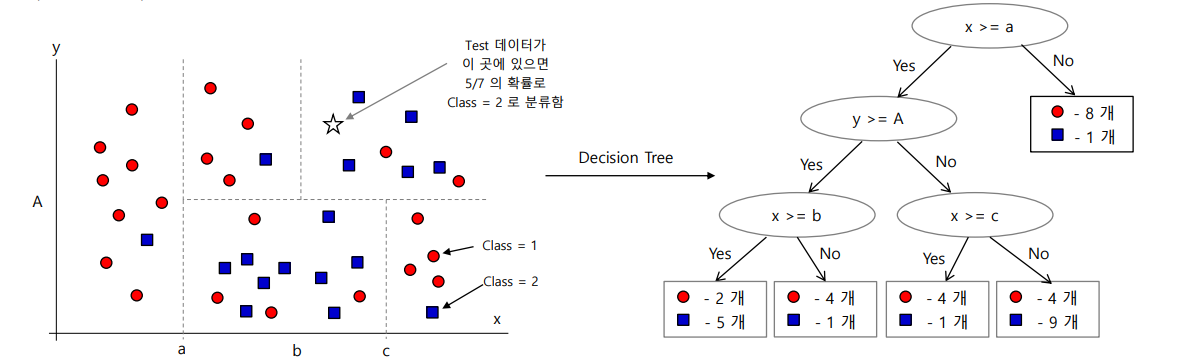 y
Test 데이터가
이 곳에 있으면
5/7 의 확률로
Class = 2 로 분류함
A
Class = 1
Class = 2
x
a
b
c
Decision Tree
x >= a
Yes
No
- 8 개
- 1 개
y >= A
Yes
No
x >= b
x >= c
Yes
No
Yes
No
- 2 개
- 5 개
- 4 개
- 1 개
- 4 개
- 1 개
- 4 개
- 9 개